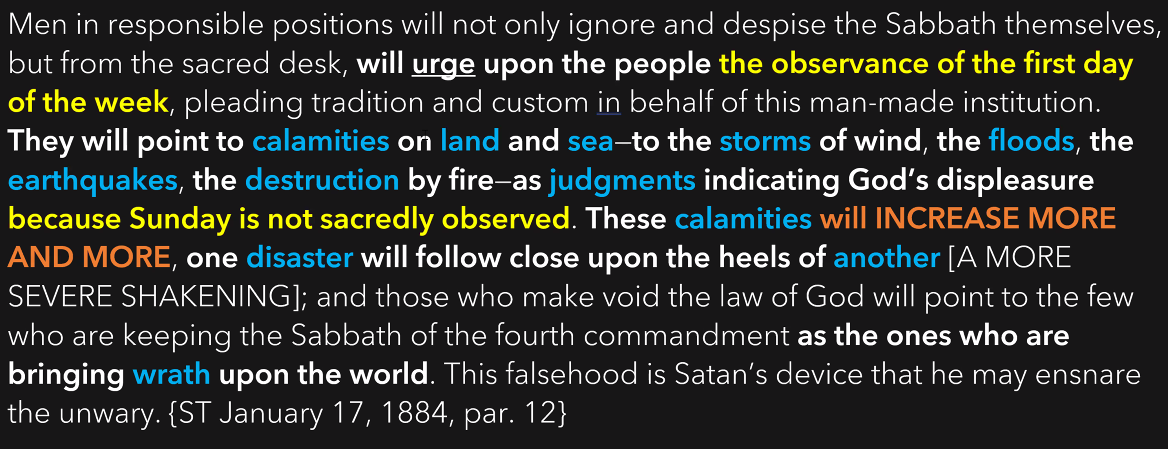 Men in responsible positions will not only ignore and despise the Sabbath themselves,
but from the sacred desk, will urge upon the people the observance of the first day
of the week, pleading tradition and custom in behalf of this man-made institution.
They will point to calamities on land and sea—to the storms of wind, the floods, the
earthquakes, the destruction by fire—as judgments indicating God's displeasure
because Sunday is not sacredly observed. These calamities will INCREASE MORE
AND MORE, one disaster will follow close upon the heels of another [A MORE
SEVERE SHAKENING]; and those who make void the law of God will point to the few
who are keeping the Sabbath of the fourth commandment as the ones who are
bringing wrath upon the world. This falsehood is Satan's device that he may ensnare
the unwary. {ST January 17, 1884, par. 12}